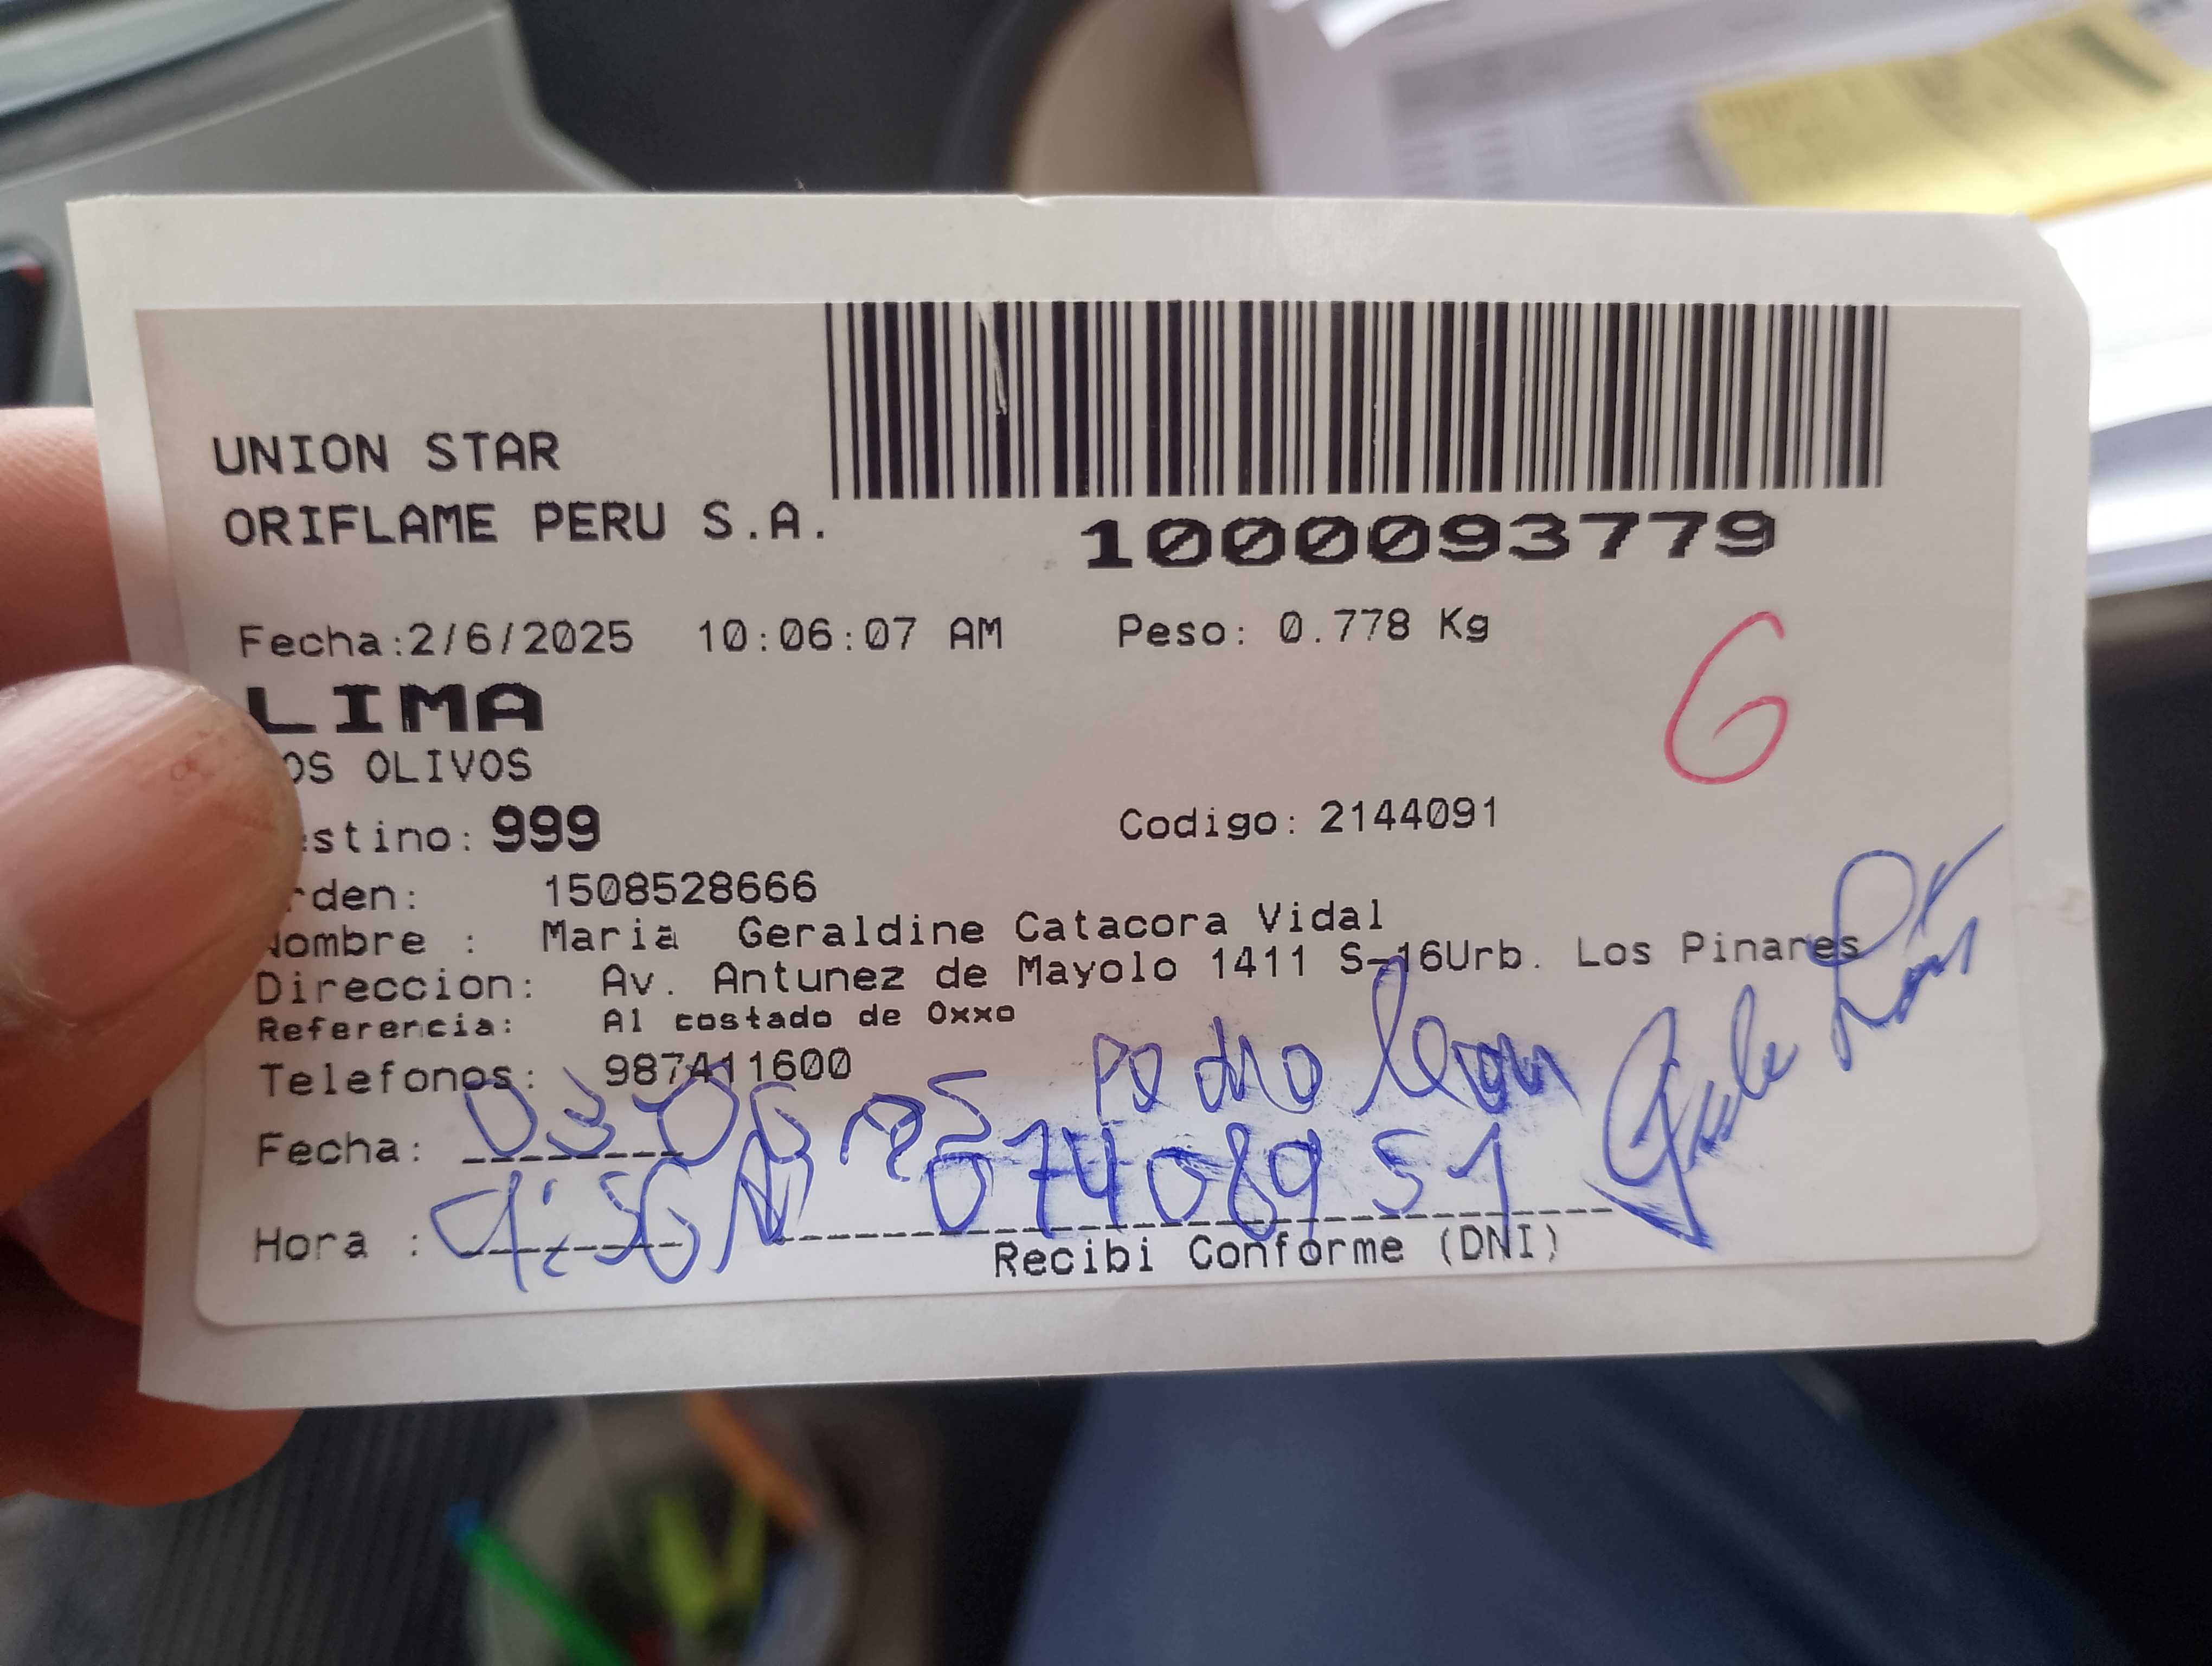 UNION STAR
ORIFLAME PERU S.A.
1000093779
Fecha:2/6/2025 10:06:07 AM Peso: 0.778 Kg
LIMA
6
OS OLIVOS
stino: 999 Codigo: 2144091
rden: 1508528666
Nombre : Maria Geraldine Catacora Vidal
Direccion: Av. Antunez de Mayolo 1411 S-16Urb. Los Pinares
Referencia: Al costado de Oxxo
Telefonos: 987411600
Pedro Leon
Fecha: 03-06
07408951
Hora :
Recibi Conforme (DNI)